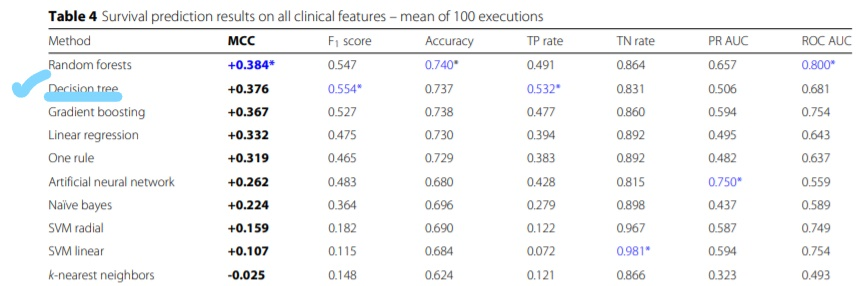 Table 4 Survival prediction results on all clinical features – mean of 100 executions
Method MCC F1 score Accuracy TP rate TN rate PR AUC ROC AUC
Random forests +0.384* 0.547 0.740* 0.491 0.864 0.657 0.800*
Decision tree +0.376 0.554* 0.737 0.532* 0.831 0.506 0.681
Gradient boosting +0.367 0.527 0.738 0.477 0.860 0.594 0.754
Linear regression +0.332 0.475 0.730 0.394 0.892 0.495 0.643
One rule +0.319 0.465 0.729 0.383 0.892 0.482 0.637
Artificial neural network +0.262 0.483 0.680 0.428 0.815 0.750* 0.559
Naïve bayes +0.224 0.364 0.696 0.279 0.898 0.437 0.589
SVM radial +0.159 0.182 0.690 0.122 0.967 0.587 0.749
SVM linear +0.107 0.115 0.684 0.072 0.981* 0.594 0.754
k-nearest neighbors -0.025 0.148 0.624 0.121 0.866 0.323 0.493